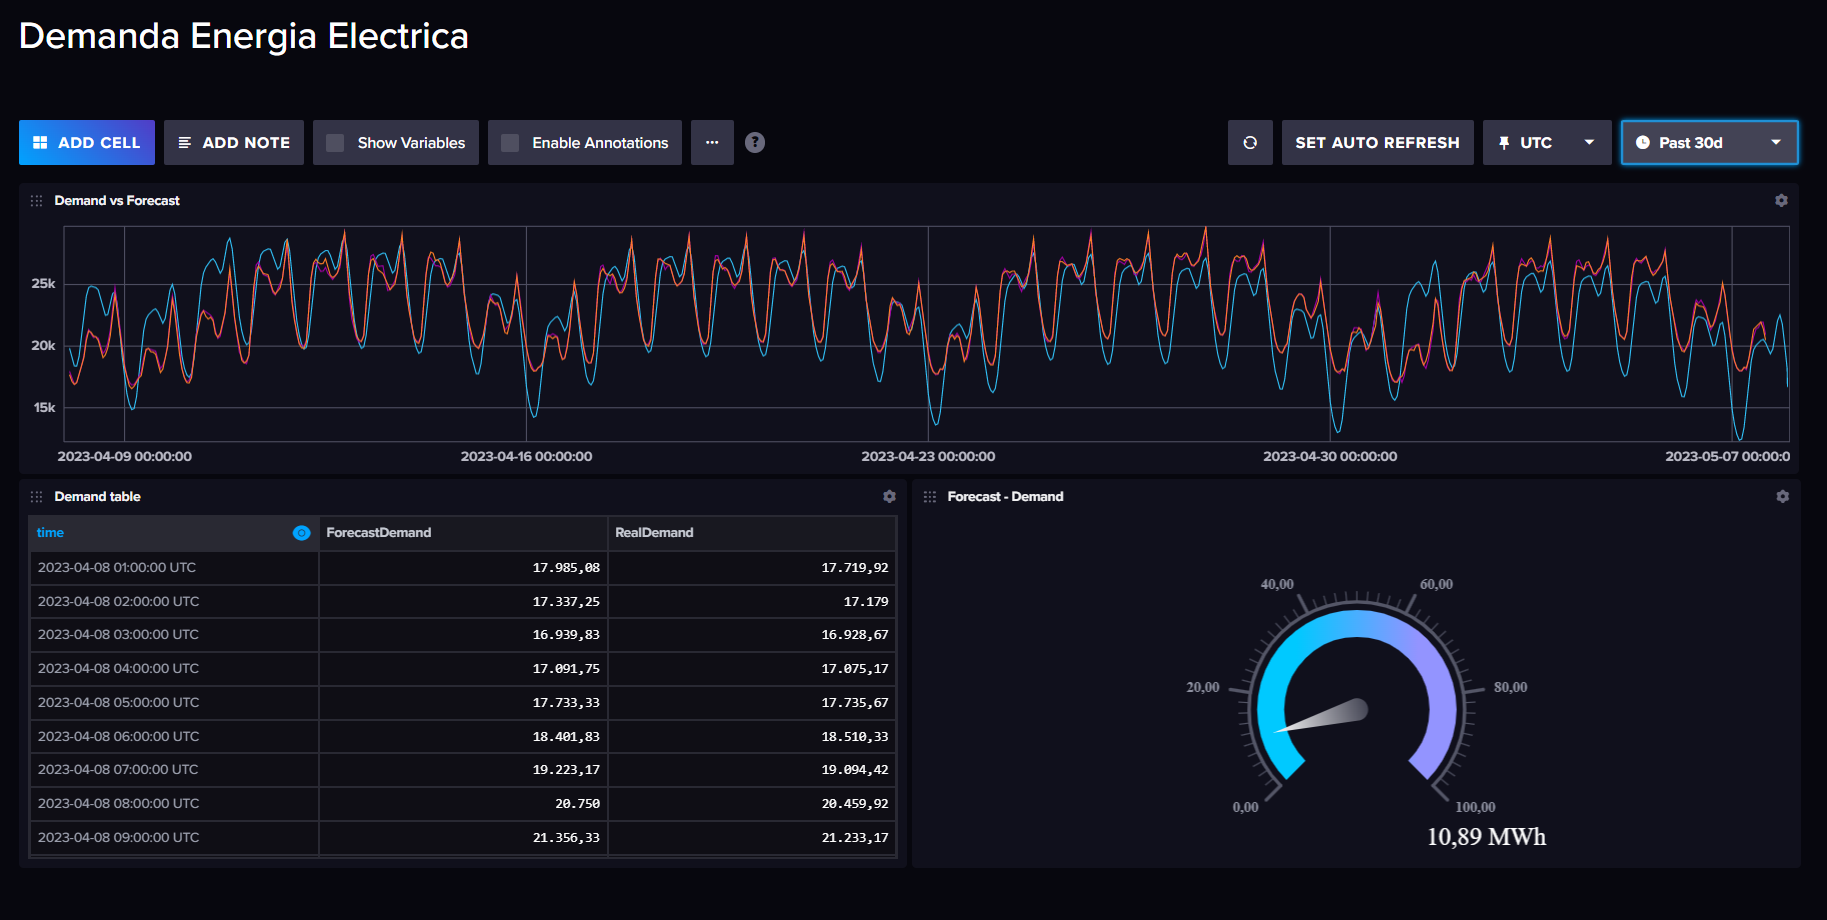 Demanda Energia Electrica
ADD CELL ADD NOTE Show Variables Enable Annotations ... ? SET AUTO REFRESH UTC Past 30d
Demand vs Forecast
25k
20k
15k
2023-04-09 00:00:00 2023-04-16 00:00:00 2023-04-23 00:00:00 2023-04-30 00:00:00 2023-05-07 00:00:0
Demand table
time ForecastDemand RealDemand
2023-04-08 01:00:00 UTC 17.985,08 17.719,92
2023-04-08 02:00:00 UTC 17.337,25 17.179
2023-04-08 03:00:00 UTC 16.939,83 16.928,67
2023-04-08 04:00:00 UTC 17.091,75 17.075,17
2023-04-08 05:00:00 UTC 17.733,33 17.735,67
2023-04-08 06:00:00 UTC 18.401,83 18.510,33
2023-04-08 07:00:00 UTC 19.223,17 19.094,42
2023-04-08 08:00:00 UTC 20.750 20.459,92
2023-04-08 09:00:00 UTC 21.356,33 21.233,17
Forecast - Demand
40,00 60,00
20,00 80,00
0,00 100,00
10,89 MWh